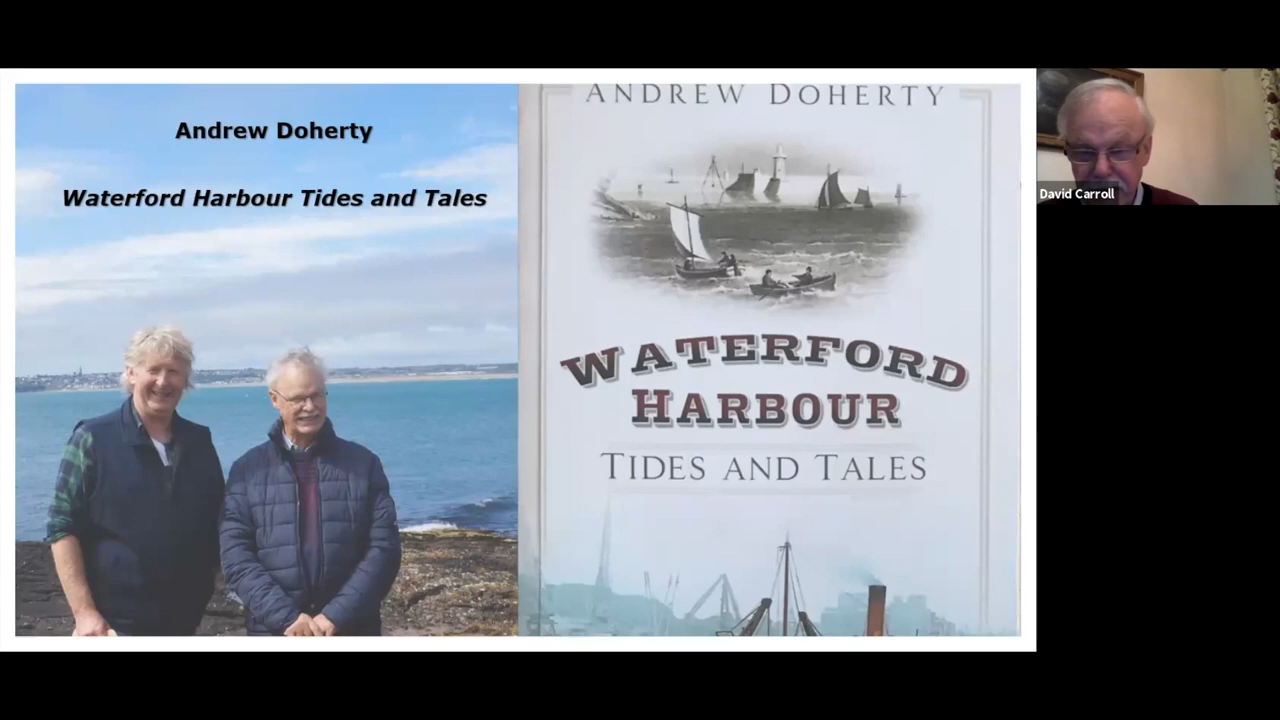 Andrew Doherty
Waterford Harbour Tides and Tales
ANDREW DOHERTY
WATERFORD
HARBOUR
TIDES AND TALES
David Carroll